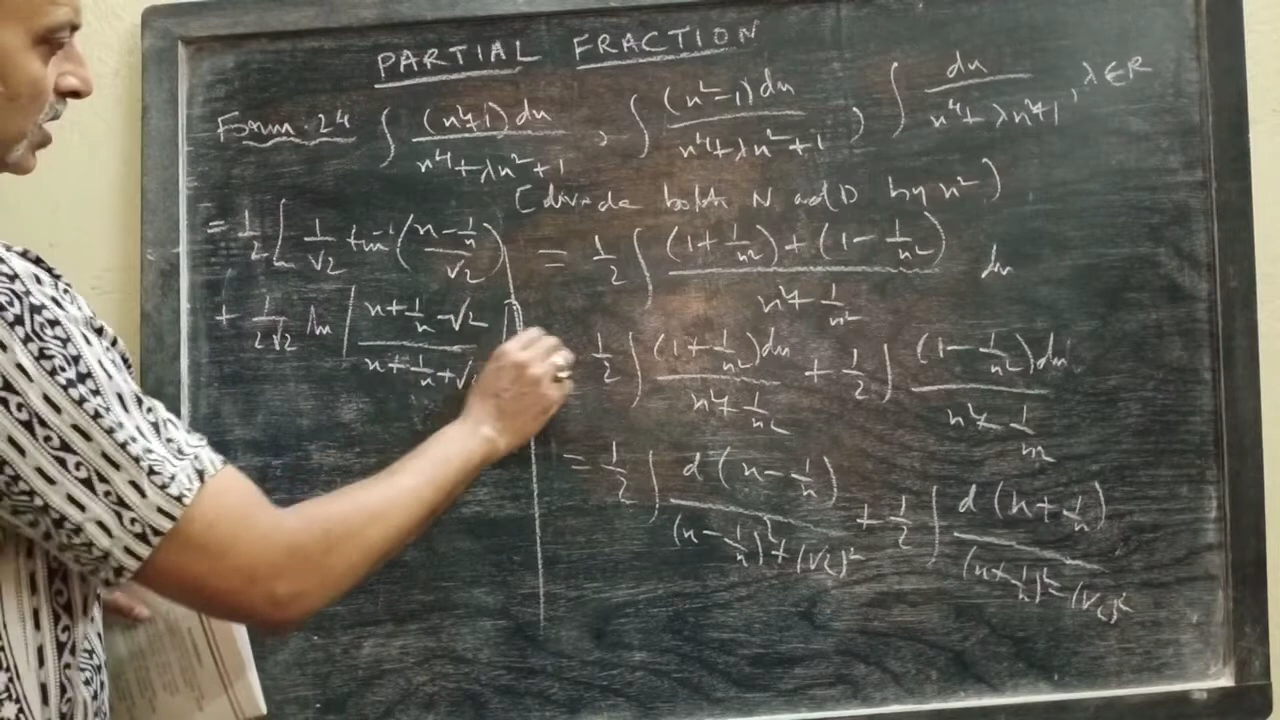 PARTIAL FRACTION
Form. 24 ∫ (x²+1)dx / x⁴+λx²+1 , ∫ (x²-1)dx / x⁴+λx²+1 , ∫ dx / x⁴+λx²+1 , λ∈R
[divide both N and D by x²)
= 1/2 [ 1/√2 tan⁻¹ ( x - 1/x / √2 )
+ 1/2√2 ln | x + 1/x - √2 / x + 1/x + √2
= 1/2 ∫ (1 + 1/x²) + (1 - 1/x²) / x² + 1/x² dx
1/2 ∫ (1 + 1/x²)dx / x² + 1/x² + 1/2 ∫ (1 - 1/x²)dx / x² + 1/x²
= 1/2 ∫ d (x - 1/x) / (x - 1/x)² + (√2)² + 1/2 ∫ d (x + 1/x) / (x + 1/x)² - (√2)²